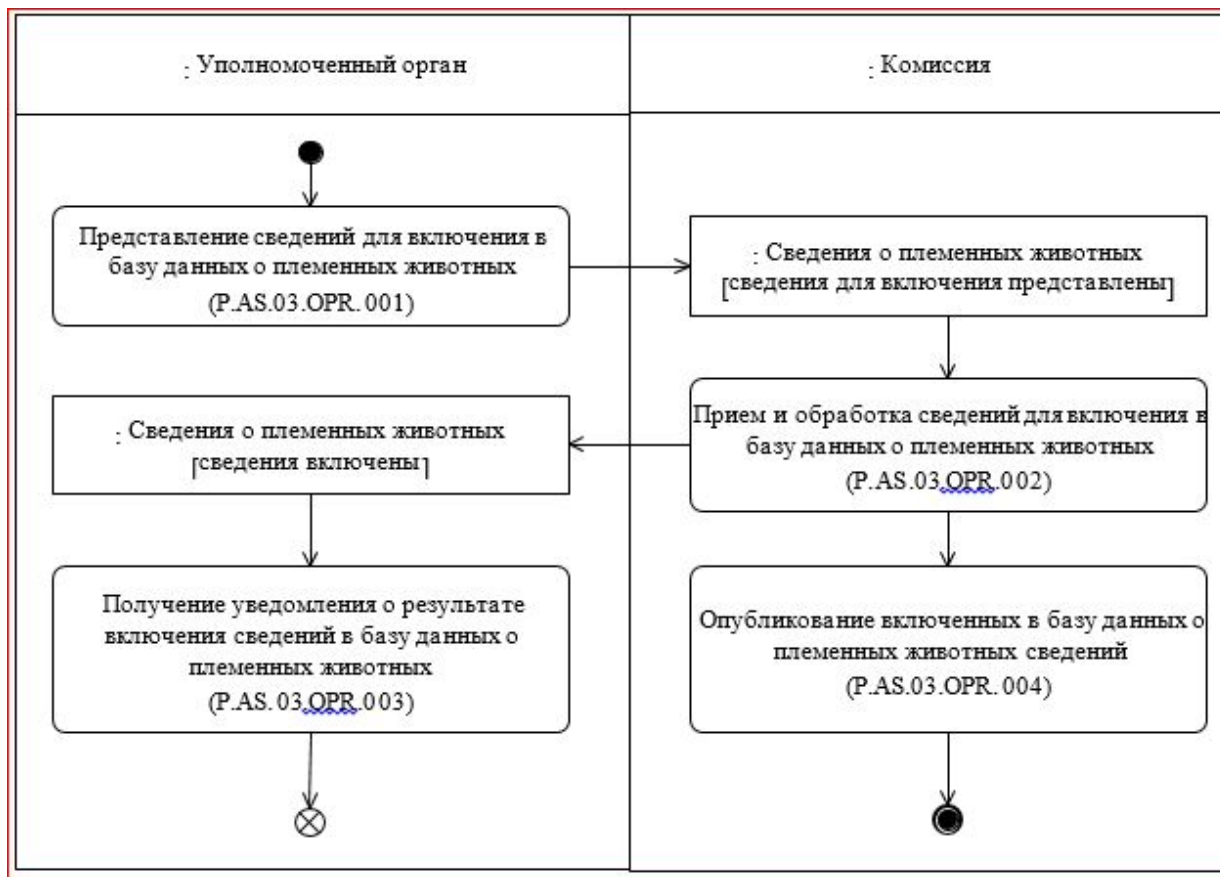 : Уполномоченный орган
: Комиссия
Представление сведений для включения в
базу данных о племенных животных
(P.AS.03.OPR. 001)
: Сведения о племенных животных
[сведения для включения представлены]
Прием и обработка сведений для включения в
базу данных о племенных животных
(P.AS.03.OPR.002)
: Сведения о племенных животных
[сведения включены]
Получение уведомления о результате
включения сведений в базу данных о
племенных животных
(P.AS. 03.OPR.003)
Опубликование включенных в базу данных о
племенных животных сведений
(P.AS.03.OPR. 004)